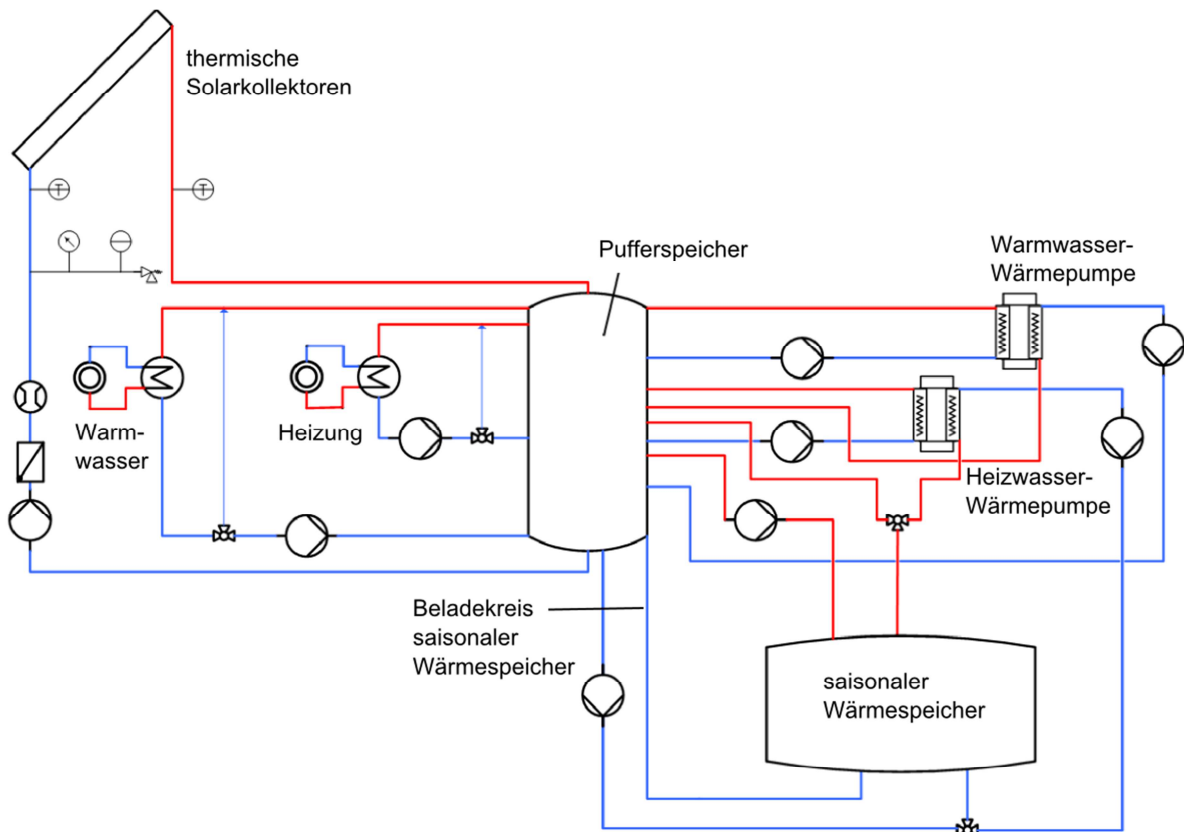 thermische
Solarkollektoren
T
T
Pufferspeicher
Warmwasser-
Wärmepumpe
Warm-
wasser
Heizung
Heizwasser-
Wärmepumpe
Beladekreis
saisonaler
Wärmespeicher
saisonaler
Wärmespeicher